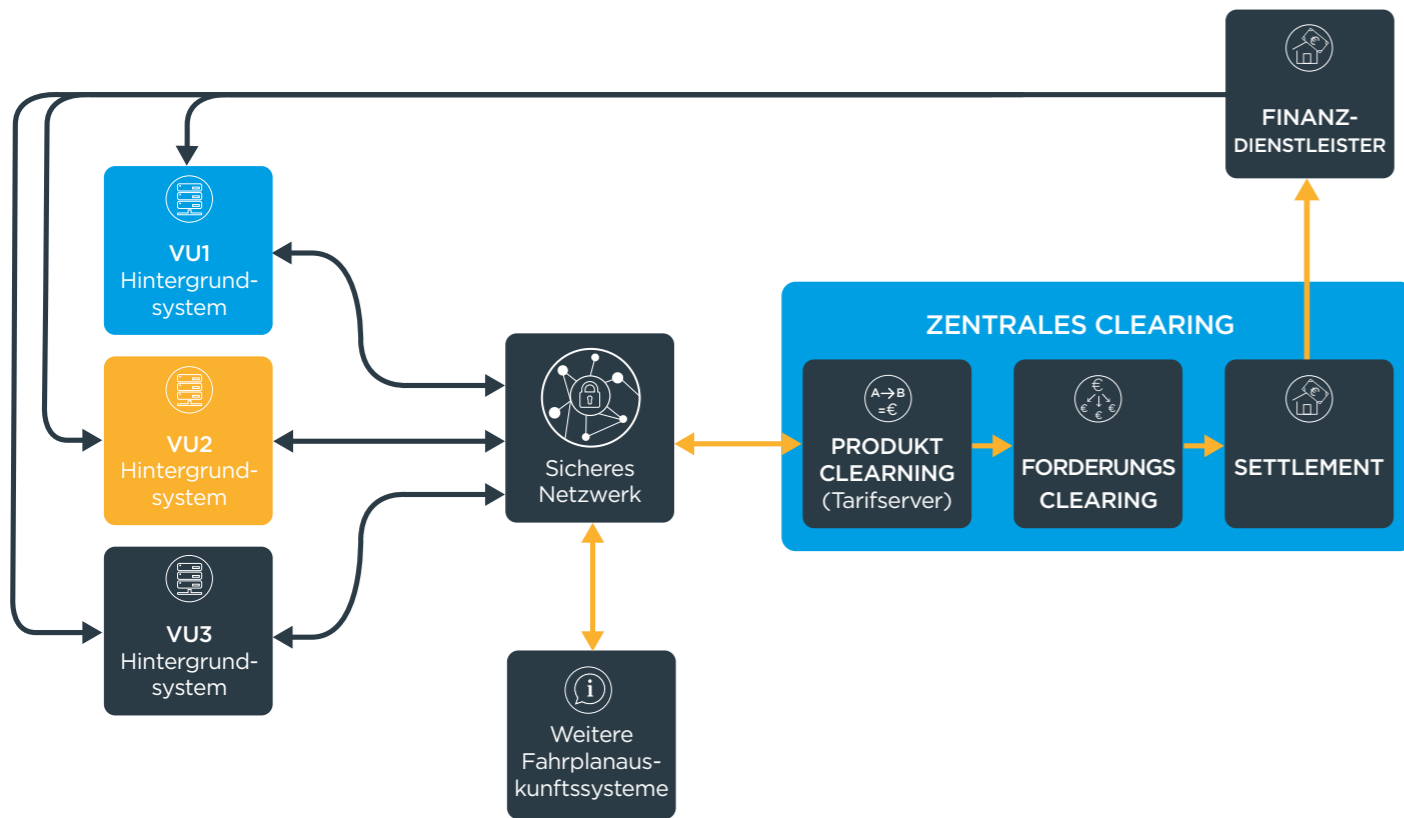 FINANZ-
DIENSTLEISTER
VU1
Hintergrund-
system
VU2
Hintergrund-
system
VU3
Hintergrund-
system
Sicheres
Netzwerk
Weitere
Fahrplanaus-
kunftssysteme
ZENTRALES CLEARING
A→B
=€
PRODUKT
CLEARNING
(Tarifserver)
€
€ € €
FORDERUNGS
CLEARING
€
SETTLEMENT